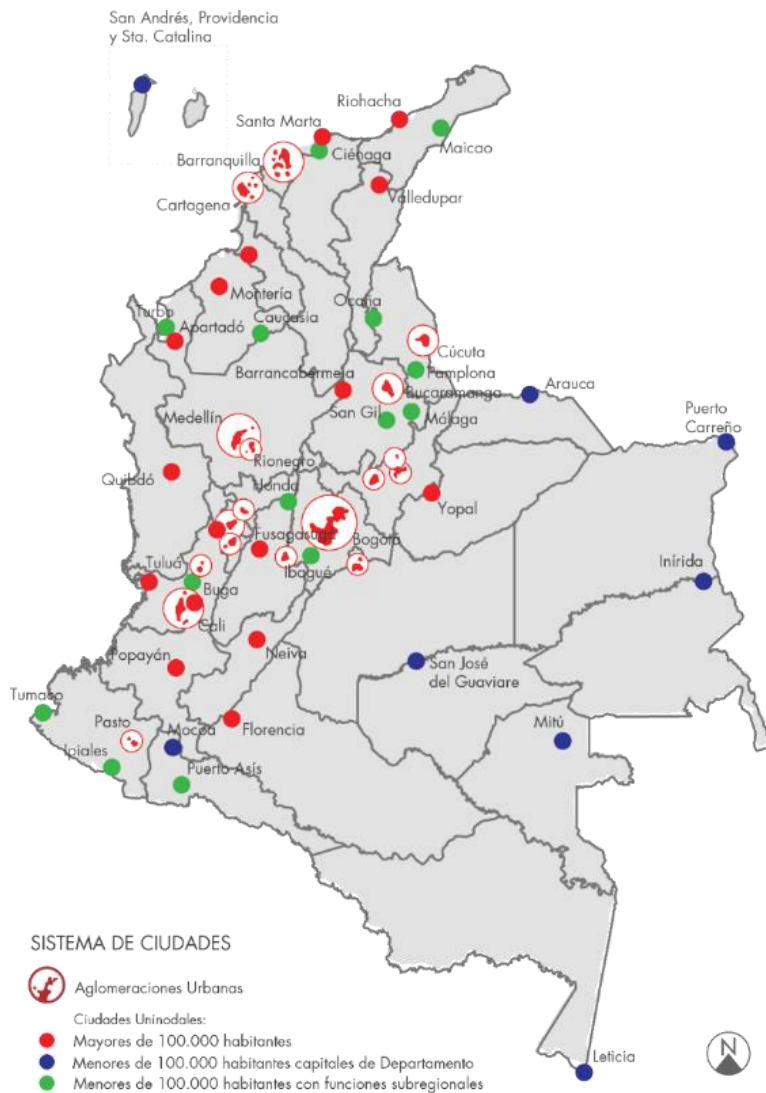 San Andrés, Providencia
y Sta. Catalina
Riohacha
Santa Marta
Ciénaga
Maicao
Barranquilla
Cartagena
Valledupar
Montería
Ocaña
Turbo
Apartadó
Caucasia
Cúcuta
Pamplona
Barrancabermeja
Bucaramanga
Arauca
San Gil
Málaga
Puerto
Carreño
Medellín
Rionegro
Quibdó
Honda
Yopal
Fusagasugá
Bogotá
Ibagué
Tuluá
Buga
Inírida
Cali
Neiva
Popayán
San José
del Guaviare
Tumaco
Pasto
Mocoa
Florencia
Mitú
Ipiales
Puerto Asís
SISTEMA DE CIUDADES
Aglomeraciones Urbanas
Ciudades Uninodales:
Mayores de 100.000 habitantes
Menores de 100.000 habitantes capitales de Departamento
Menores de 100.000 habitantes con funciones subregionales
Leticia
N